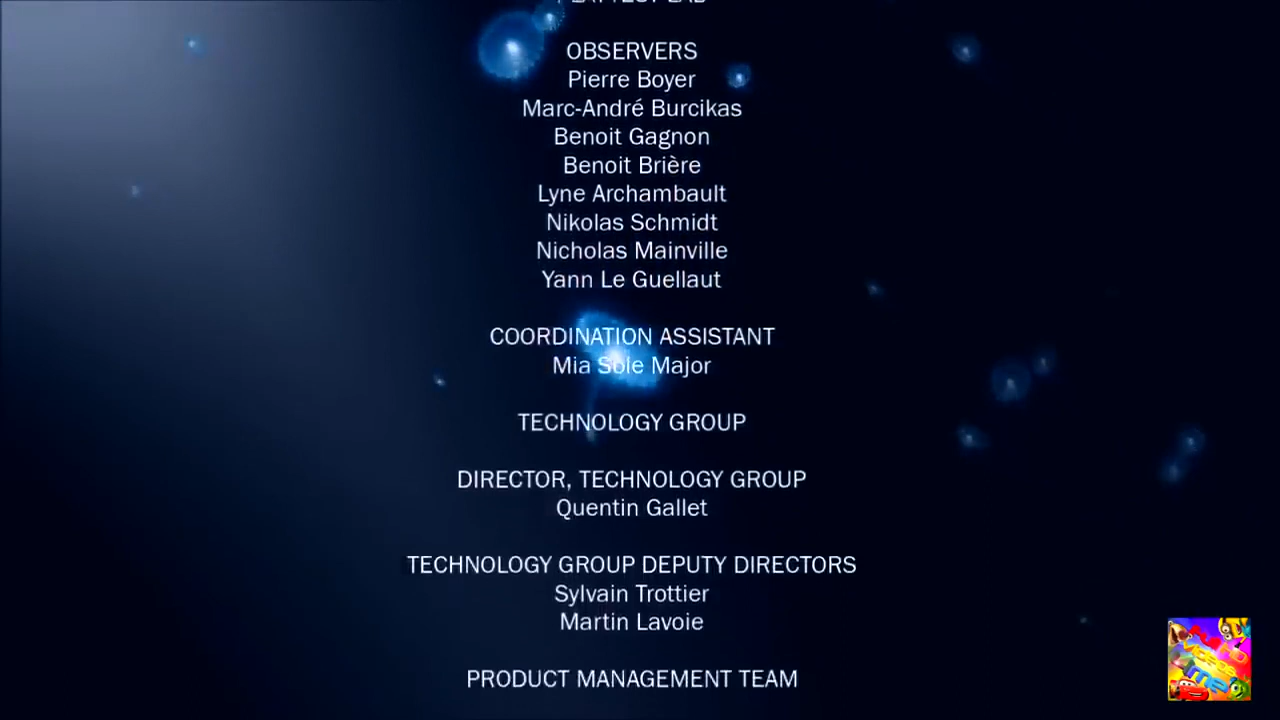 OBSERVERS
Pierre Boyer
Marc-André Burcikas
Benoit Gagnon
Benoit Brière
Lyne Archambault
Nikolas Schmidt
Nicholas Mainville
Yann Le Guellaut
COORDINATION ASSISTANT
Mia Sole Major
TECHNOLOGY GROUP
DIRECTOR, TECHNOLOGY GROUP
Quentin Gallet
TECHNOLOGY GROUP DEPUTY DIRECTORS
Sylvain Trottier
Martin Lavoie
PRODUCT MANAGEMENT TEAM